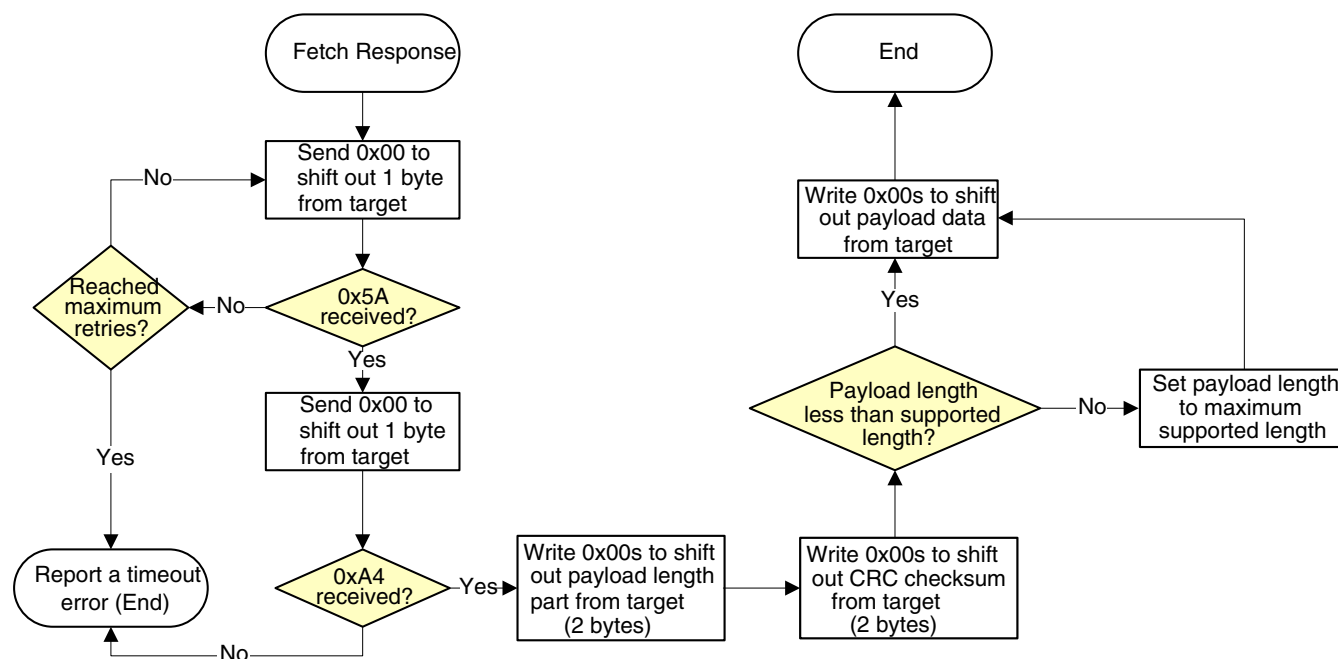 Fetch Response
End
Send 0x00 to
shift out 1 byte
from target
No
Write 0x00s to shift
out payload data
from target
Reached
maximum
retries?
No
0x5A
received?
Yes
Yes
Send 0x00 to
shift out 1 byte
from target
Payload length
less than supported
length?
No
Set payload length
to maximum
supported length
Yes
Report a timeout
error (End)
0xA4
received?
Yes
Write 0x00s to shift
out payload length
part from target
(2 bytes)
Write 0x00s to shift
out CRC checksum
from target
(2 bytes)
No